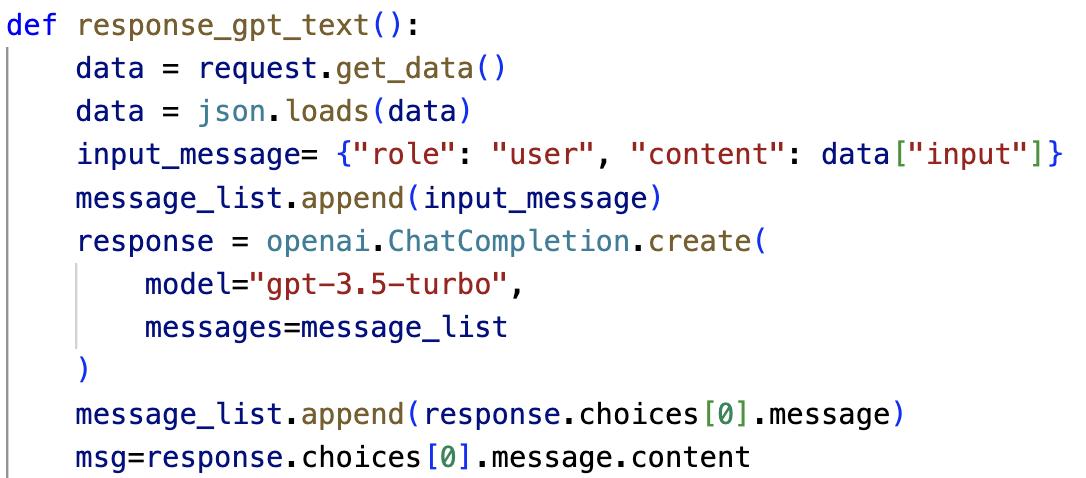 def response_gpt_text():
    data = request.get_data()
    data = json.loads(data)
    input_message= {"role": "user", "content": data["input"]}
    message_list.append(input_message)
    response = openai.ChatCompletion.create(
        model="gpt-3.5-turbo",
        messages=message_list
    )
    message_list.append(response.choices[0].message)
    msg=response.choices[0].message.content